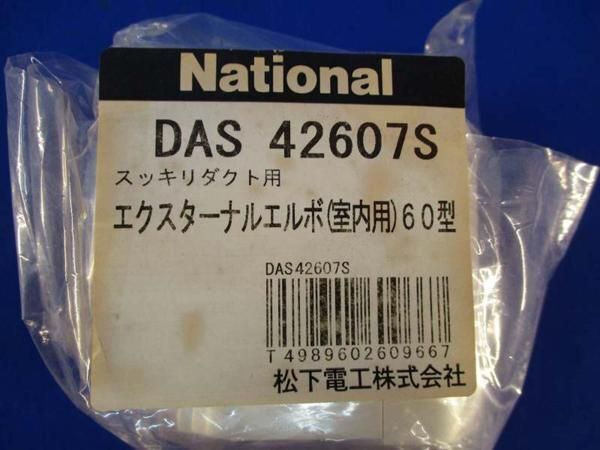 National
DAS 42607S
スッキリダクト用
エクスターナルエルボ(室内用)60型
DAS42607S
T 4989602609667
松下電工株式会社